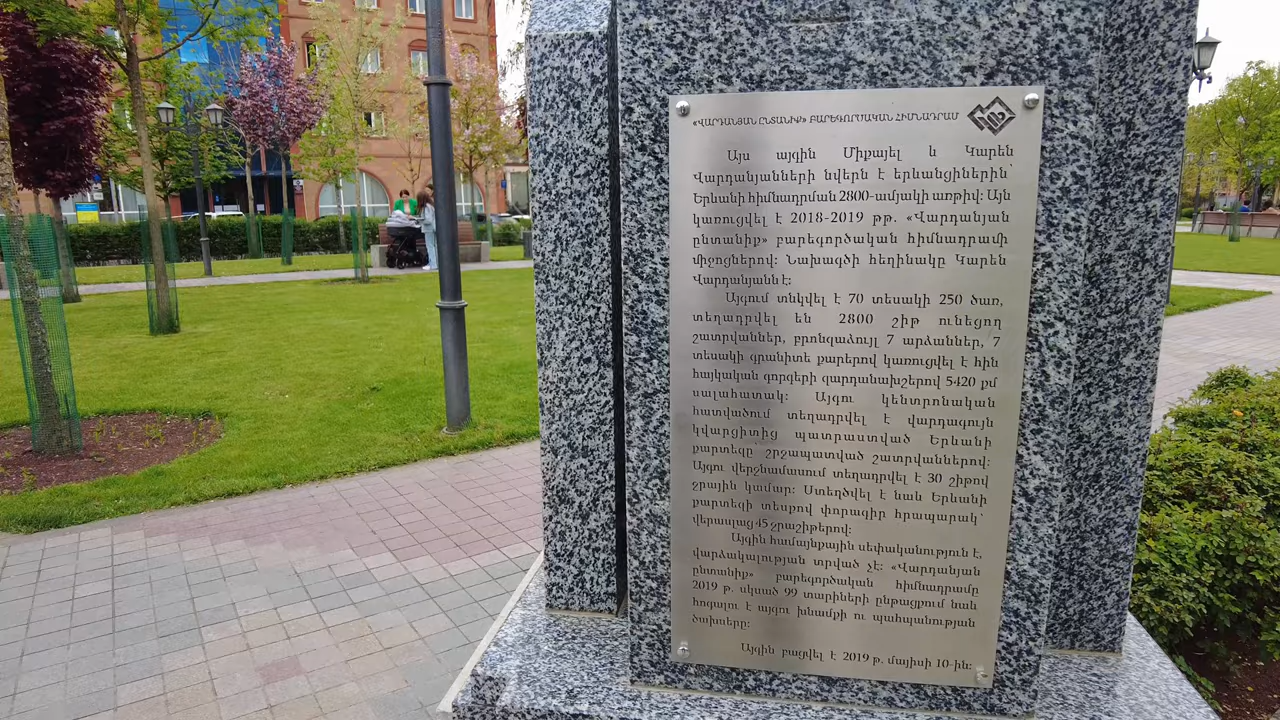 «ՎԱՐԴԱՆՅԱՆ ԸՆՏԱՆԻՔ» ԲԱՐԵԳՈՐԾԱԿԱՆ ՀԻՄՆԱԴՐԱՄ
Այս այգին Միքայել և Կարեն
Վարդանյանների նվերն է երևանցիներին՝
Երևանի հիմնադրման 2800-ամյակի առթիվ: Այն
կառուցվել է 2018-2019 թթ. «Վարդանյան
ընտանիք» բարեգործական հիմնադրամի
միջոցներով: Նախագծի հեղինակը Կարեն
Վարդանյանն է:
Այգում տնկվել է 70 տեսակի 250 ծառ,
տեղադրվել են 2800 շիթ ունեցող
շատրվաններ, բրոնզաձույլ 7 արձաններ, 7
տեսակի գրանիտե քարերով կառուցվել է հին
հայկական գորգերի զարդանախշերով 5420 քմ
սալահատակ: Այգու կենտրոնական
հատվածում տեղադրվել է վարդագույն
կվարցիտից պատրաստված Երևանի
քարտեզը շրջապատված շատրվաններով:
Այգու վերջնամասում տեղադրվել է 30 շիթով
ջրային կամար: Ստեղծվել է նաև Երևանի
քարտեզի տեսքով փորագիր հրապարակ՝
վերասլաց 45 ջրաշիթերով:
Այգին համայնքային սեփականություն է,
վարձակալության տրված չէ: «Վարդանյան
ընտանիք» բարեգործական հիմնադրամը
2019 թ. սկսած 99 տարիների ընթացքում նաև
հոգալու է այգու խնամքի ու պահպանության
ծախսերը:
Այգին բացվել է 2019 թ. մայիսի 10-ին: